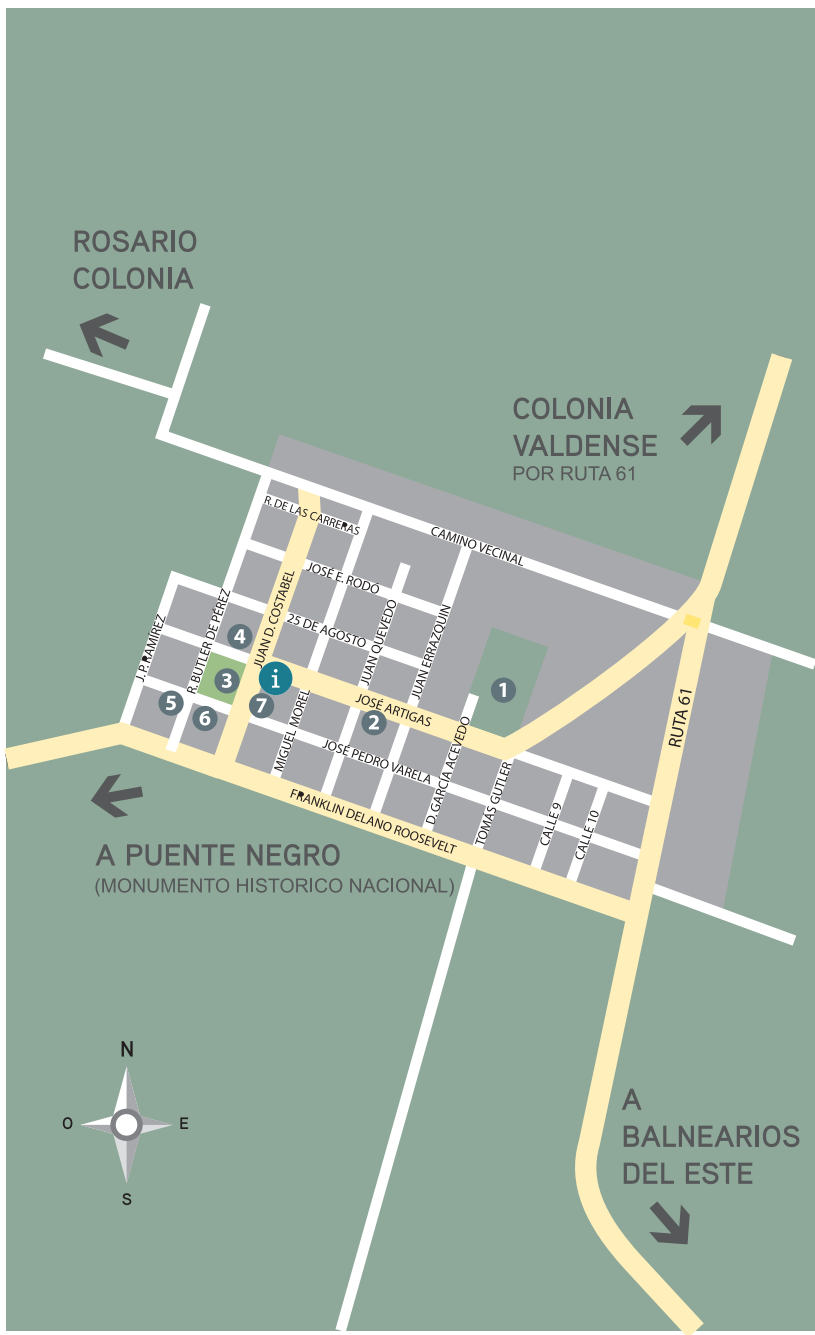 ROSARIO
COLONIA
COLONIA
VALDENSE
POR RUTA 61
R. DE LAS CARRERAS
CAMINO VECINAL
JOSÉ E. RODÓ
JUAN D. COSTABEL
25 DE AGOSTO
JUAN QUEVEDO
JUAN ERRAZQUIN
J.P. RAMÍREZ
R. BUTLER DE PÉREZ
4
3
i
1
5
6
7
2
JOSÉ ARTIGAS
MIGUEL MOREL
JOSÉ PEDRO VARELA
D. GARCIA ACEVEDO
TOMAS GUTLER
RUTA 61
CALLE 9
CALLE 10
FRANKLIN DELANO ROOSEVELT
A PUENTE NEGRO
(MONUMENTO HISTORICO NACIONAL)
N
O
E
S
A
BALNEARIOS
DEL ESTE